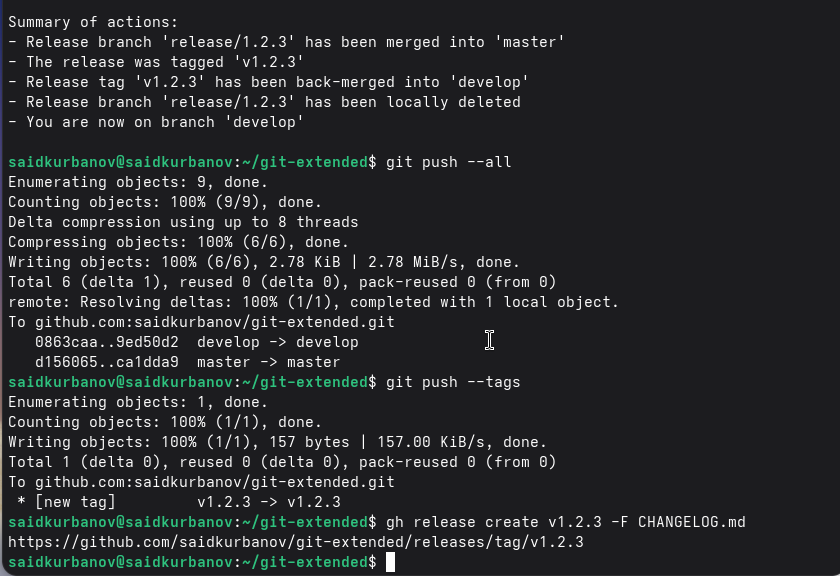 Summary of actions:
- Release branch 'release/1.2.3' has been merged into 'master'
- The release was tagged 'v1.2.3'
- Release tag 'v1.2.3' has been back-merged into 'develop'
- Release branch 'release/1.2.3' has been locally deleted
- You are now on branch 'develop'
saidkurbanov@saidkurbanov:~/git-extended$ git push --all
Enumerating objects: 9, done.
Counting objects: 100% (9/9), done.
Delta compression using up to 8 threads
Compressing objects: 100% (6/6), done.
Writing objects: 100% (6/6), 2.78 KiB | 2.78 MiB/s, done.
Total 6 (delta 1), reused 0 (delta 0), pack-reused 0 (from 0)
remote: Resolving deltas: 100% (1/1), completed with 1 local object.
To github.com:saidkurbanov/git-extended.git
   0863caa..9ed50d2  develop -> develop
   d156065..ca1dda9  master -> master
saidkurbanov@saidkurbanov:~/git-extended$ git push --tags
Enumerating objects: 1, done.
Counting objects: 100% (1/1), done.
Writing objects: 100% (1/1), 157 bytes | 157.00 KiB/s, done.
Total 1 (delta 0), reused 0 (delta 0), pack-reused 0 (from 0)
To github.com:saidkurbanov/git-extended.git
 * [new tag]         v1.2.3 -> v1.2.3
saidkurbanov@saidkurbanov:~/git-extended$ gh release create v1.2.3 -F CHANGELOG.md
https://github.com/saidkurbanov/git-extended/releases/tag/v1.2.3
saidkurbanov@saidkurbanov:~/git-extended$